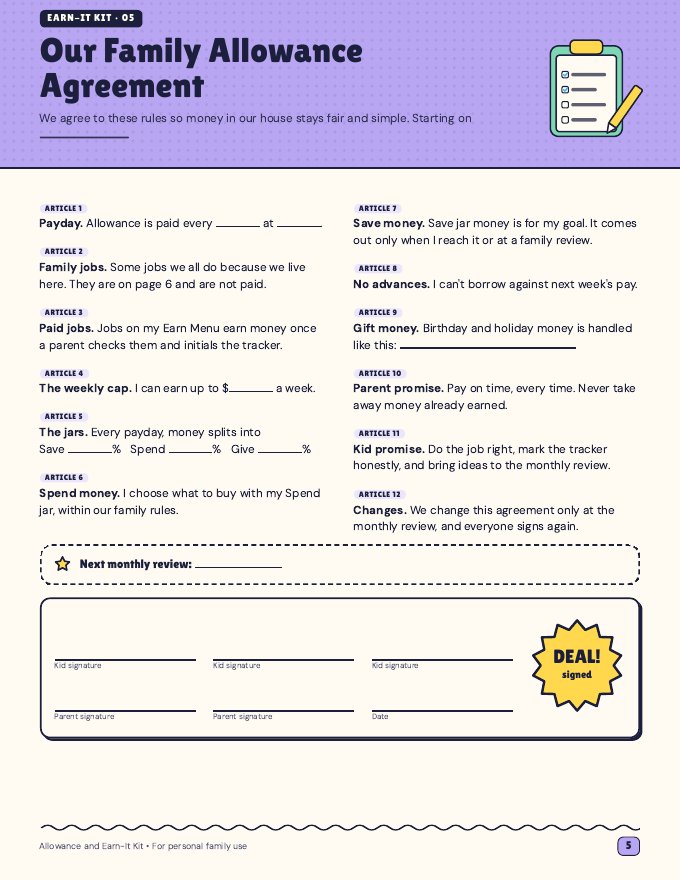 EARN-IT KIT · 05
Our Family Allowance
Agreement
We agree to these rules so money in our house stays fair and simple. Starting on
ARTICLE 1
Payday. Allowance is paid every ______ at ______
ARTICLE 2
Family jobs. Some jobs we all do because we live
here. They are on page 6 and are not paid.
ARTICLE 3
Paid jobs. Jobs on my Earn Menu earn money once
a parent checks them and initials the tracker.
ARTICLE 4
The weekly cap. I can earn up to $______ a week.
ARTICLE 5
The jars. Every payday, money splits into
Save ______% Spend ______% Give ______%
ARTICLE 6
Spend money. I choose what to buy with my Spend
jar, within our family rules.
ARTICLE 7
Save money. Save jar money is for my goal. It comes
out only when I reach it or at a family review.
ARTICLE 8
No advances. I can't borrow against next week's pay.
ARTICLE 9
Gift money. Birthday and holiday money is handled
like this: ______
ARTICLE 10
Parent promise. Pay on time, every time. Never take
away money already earned.
ARTICLE 11
Kid promise. Do the job right, mark the tracker
honestly, and bring ideas to the monthly review.
ARTICLE 12
Changes. We change this agreement only at the
monthly review, and everyone signs again.
Next monthly review: ______
Kid signature Kid signature Kid signature
Parent signature Parent signature Date
DEAL!
signed
Allowance and Earn-It Kit • For personal family use
5